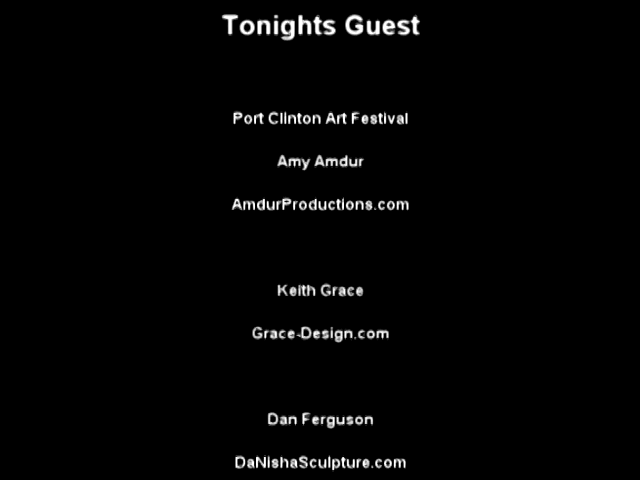 Tonights Guest
Port Clinton Art Festival
Amy Amdur
AmdurProductions.com
Keith Grace
Grace-Design.com
Dan Ferguson
DaNishaSculpture.com